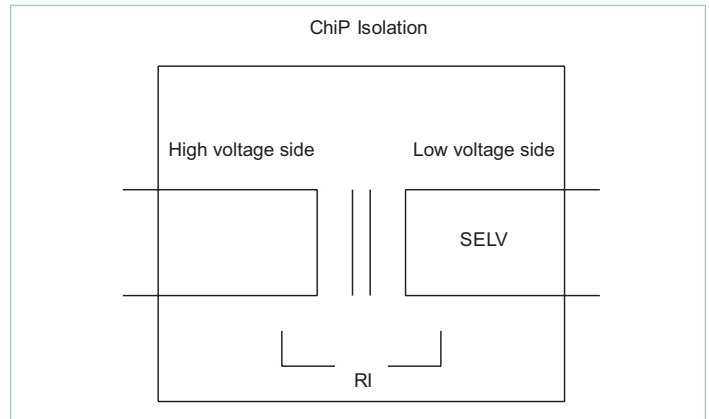 ChiP Isolation
High voltage side
Low voltage side
SELV
RI